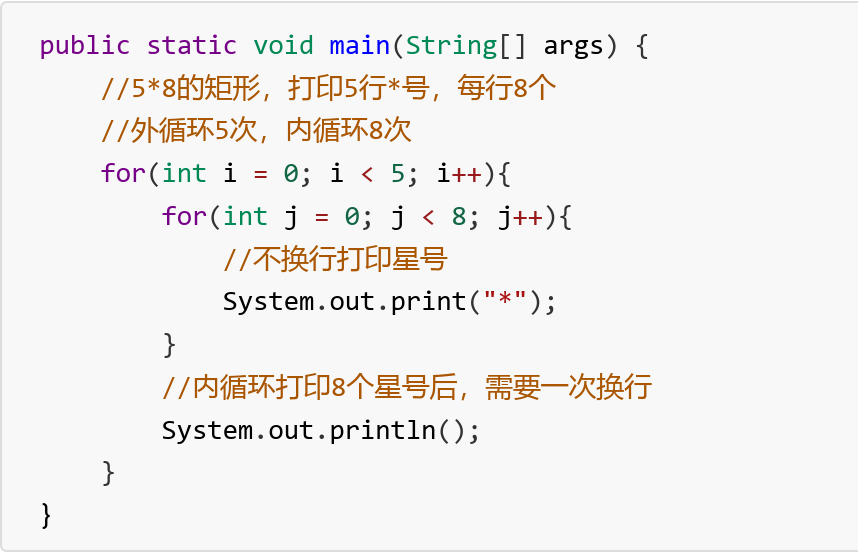 public static void main(String[] args) {
    //5*8的矩形，打印5行*号，每行8个
    //外循环5次，内循环8次
    for(int i = 0; i < 5; i++){
        for(int j = 0; j < 8; j++){
            //不换行打印星号
            System.out.print("*");
        }
        //内循环打印8个星号后，需要一次换行
        System.out.println();
    }
}